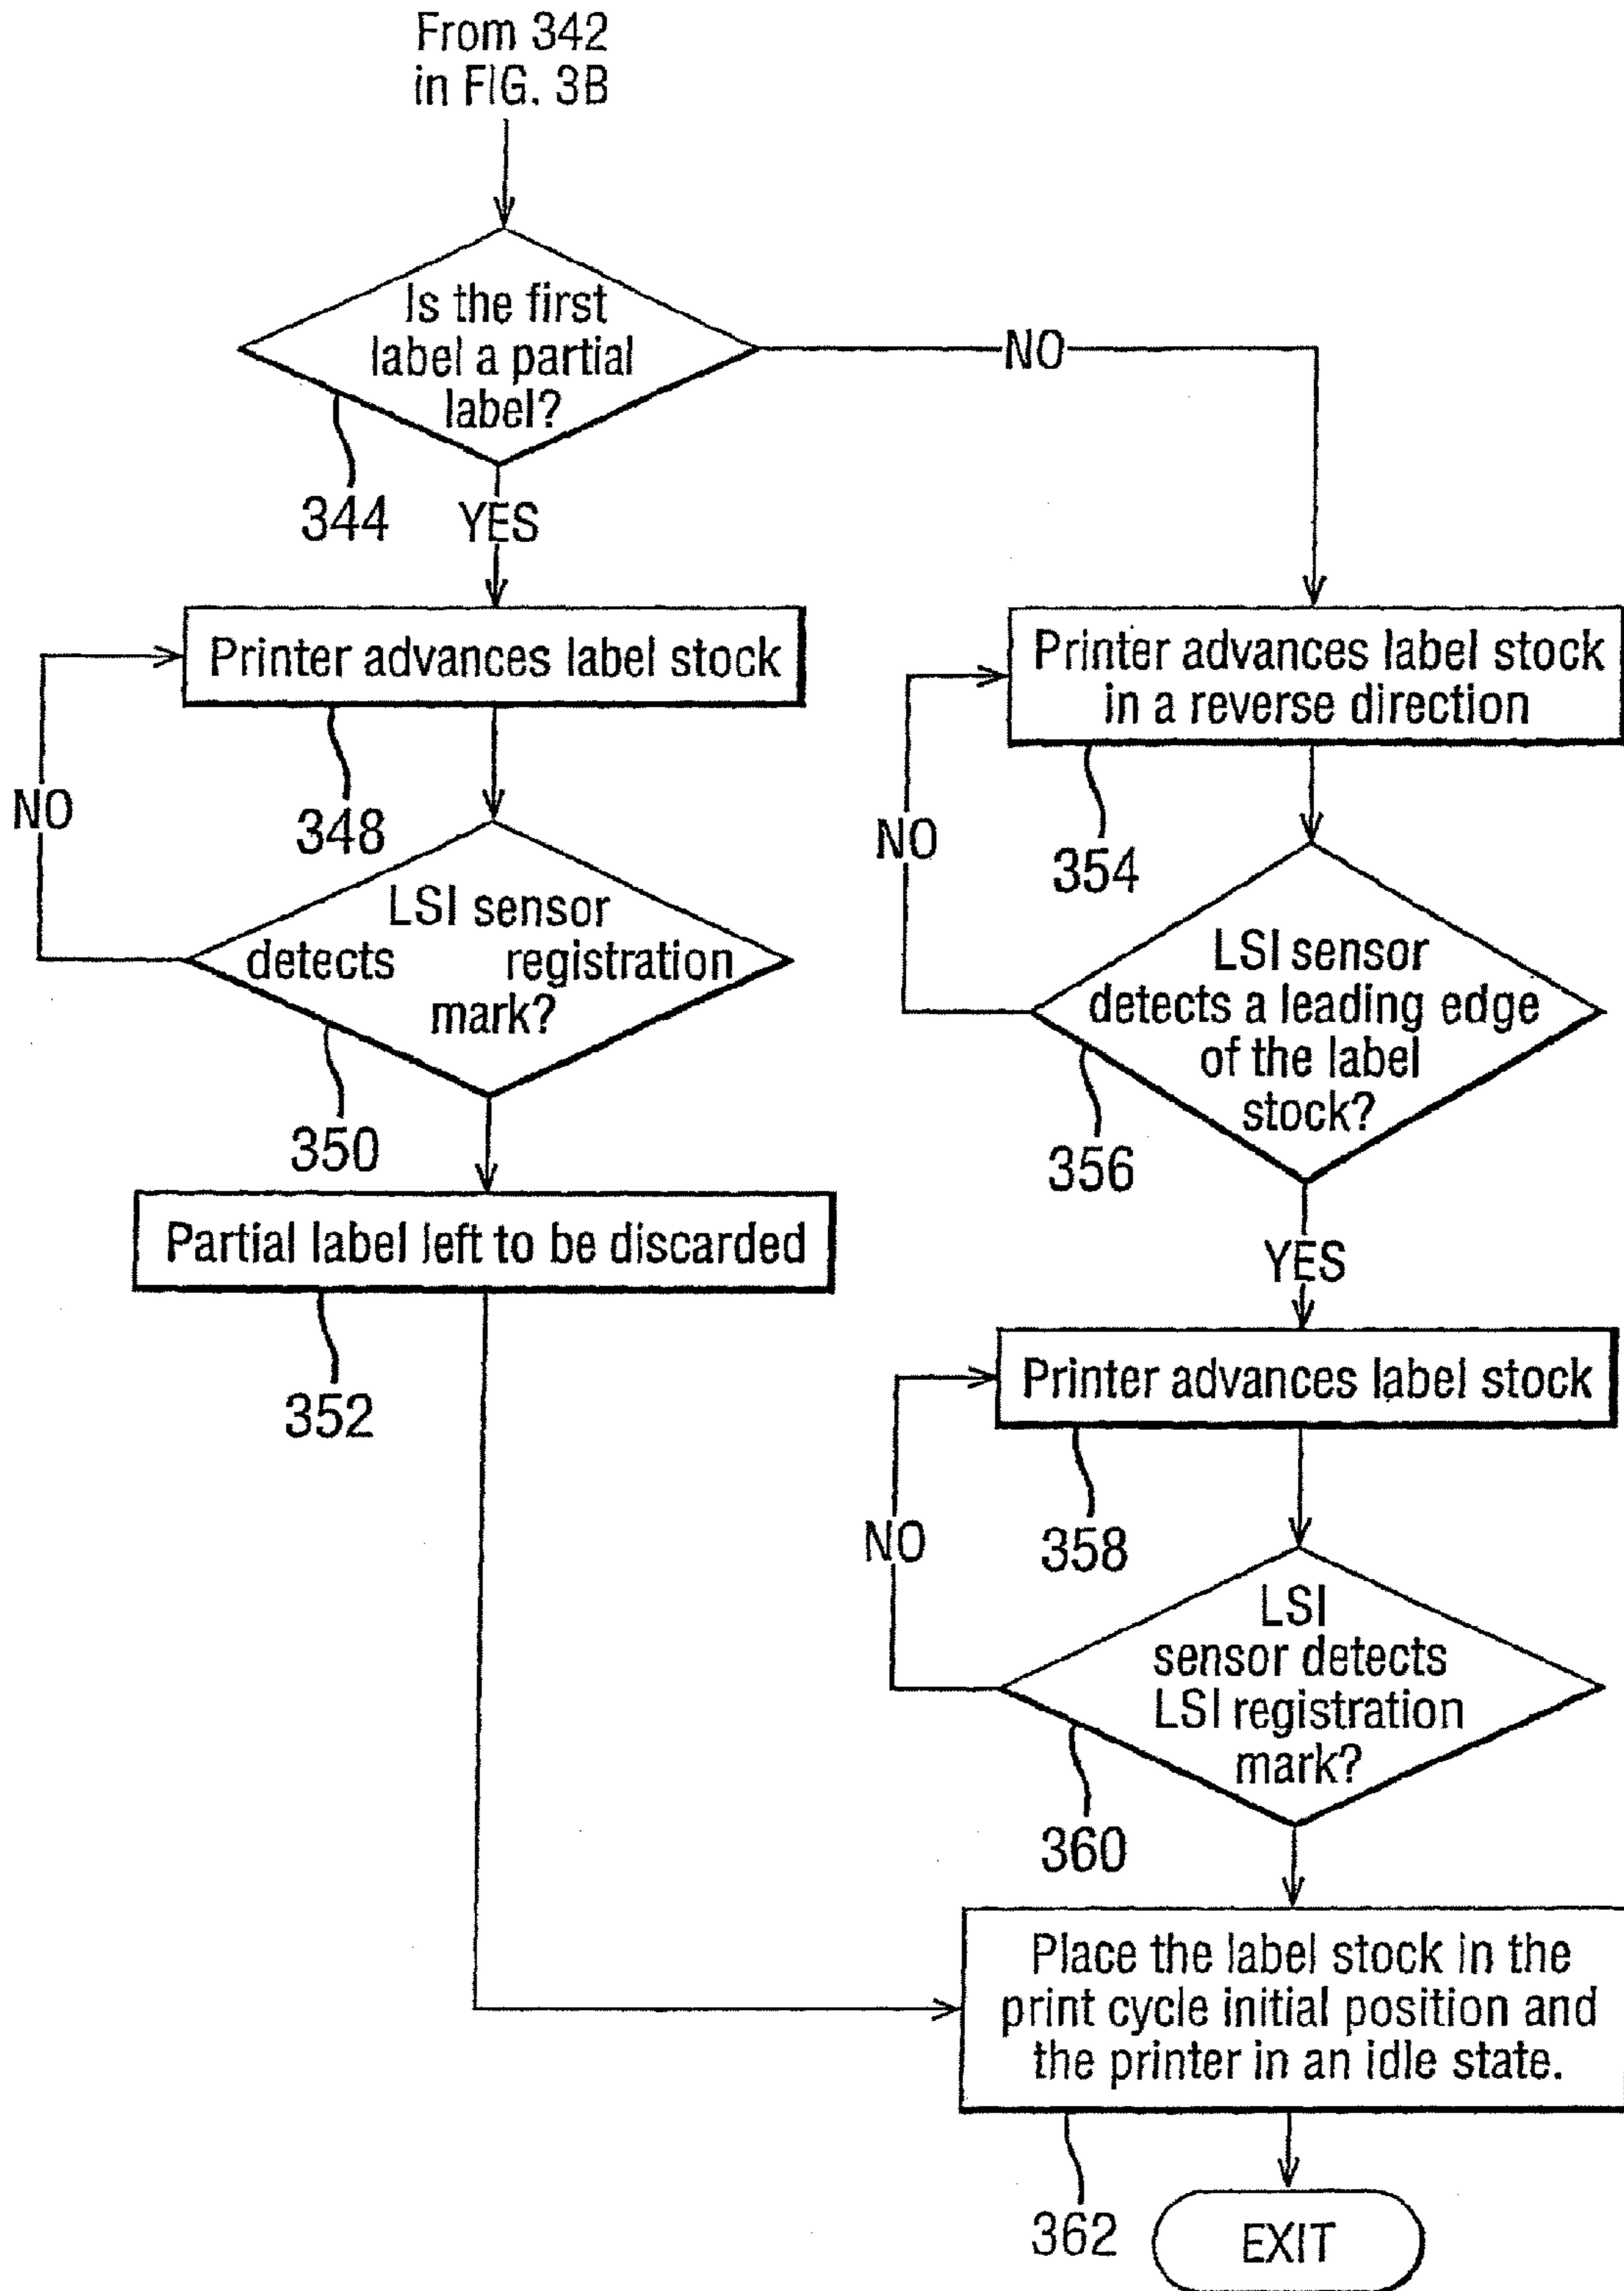 From 342
in FIG. 3B
Is the first
label a partial
label?
NO
344
YES
Printer advances label stock
348
NO
LSI sensor
detects registration
mark?
350
Partial label left to be discarded
352
Printer advances label stock
in a reverse direction
354
NO
LSI sensor
detects a leading edge
of the label
stock?
356
YES
Printer advances label stock
358
NO
LSI
sensor detects
LSI registration
mark?
360
Place the label stock in the
print cycle initial position and
the printer in an idle state.
362
EXIT